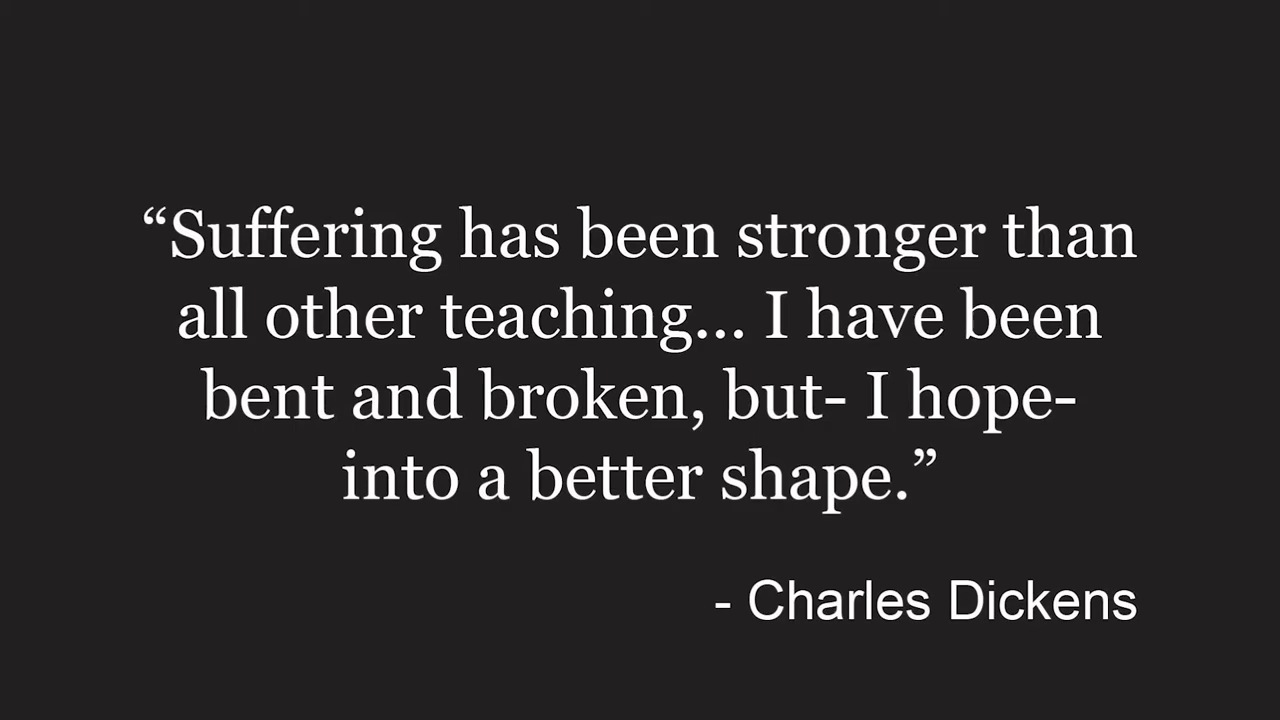 “Suffering has been stronger than
all other teaching... I have been
bent and broken, but- I hope-
into a better shape.”
- Charles Dickens